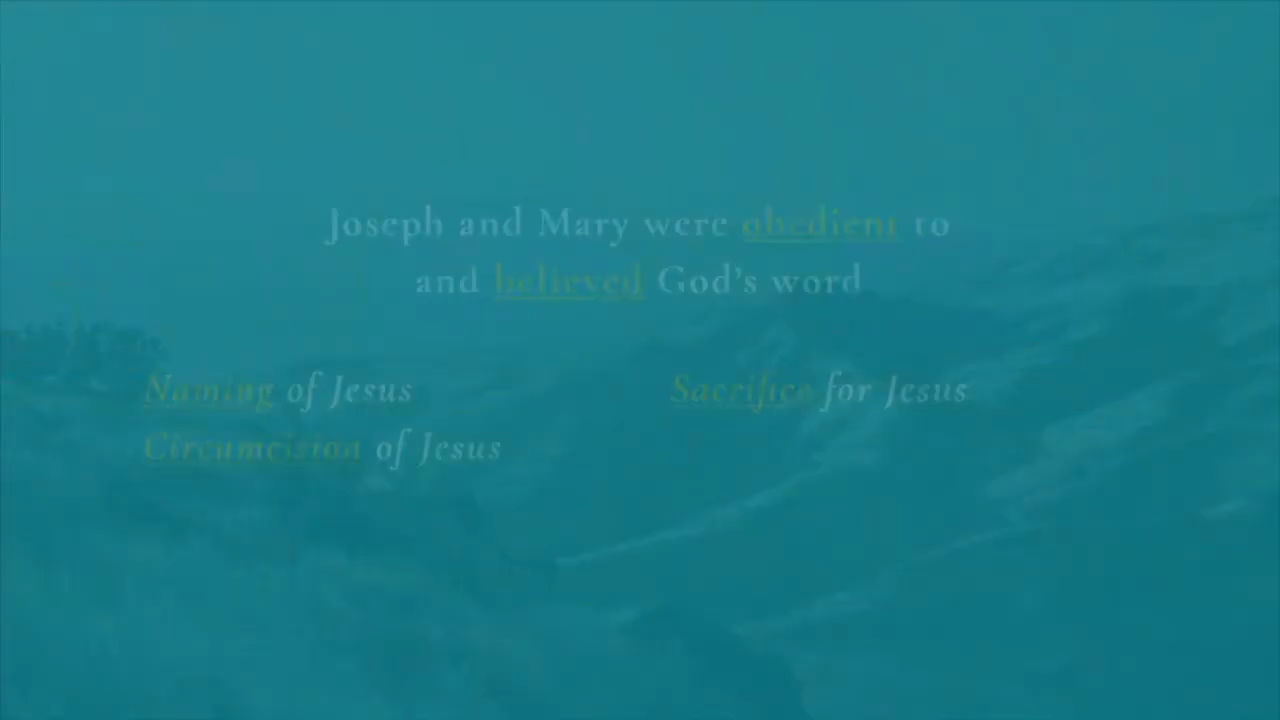 Joseph and Mary were obedient to
and believed God's word
Naming of Jesus
Circumcision of Jesus
Sacrifice for Jesus